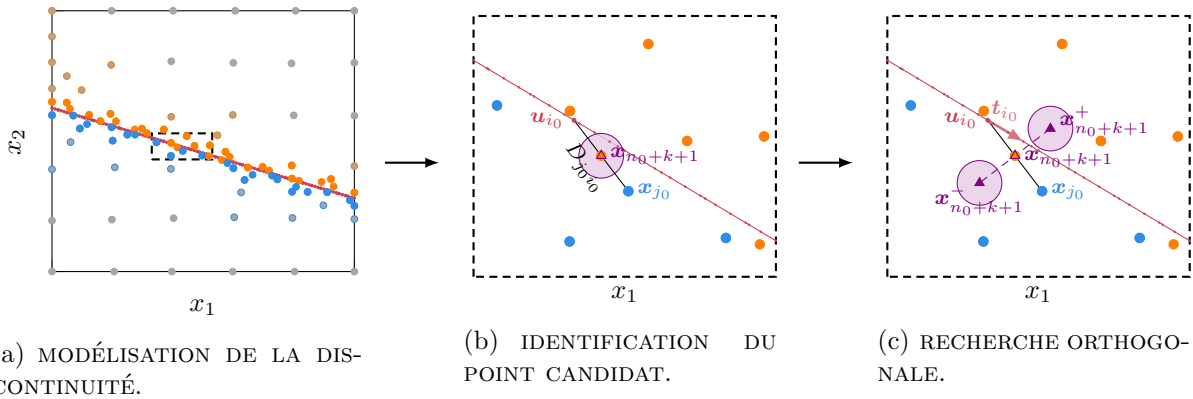 x₂
x₁
u_{i₀}
D_{j₀i₀}
x_{n₀+k+1}
x_{j₀}
x₁
t_{i₀}
u_{i₀}
x⁺_{n₀+k+1}
x_{n₀+k+1}
x⁻_{n₀+k+1}
x_{j₀}
x₁
a) MODÉLISATION DE LA DIS-
CONTINUITÉ.
(b) IDENTIFICATION DU
POINT CANDIDAT.
(c) RECHERCHE ORTHOGO-
NALE.